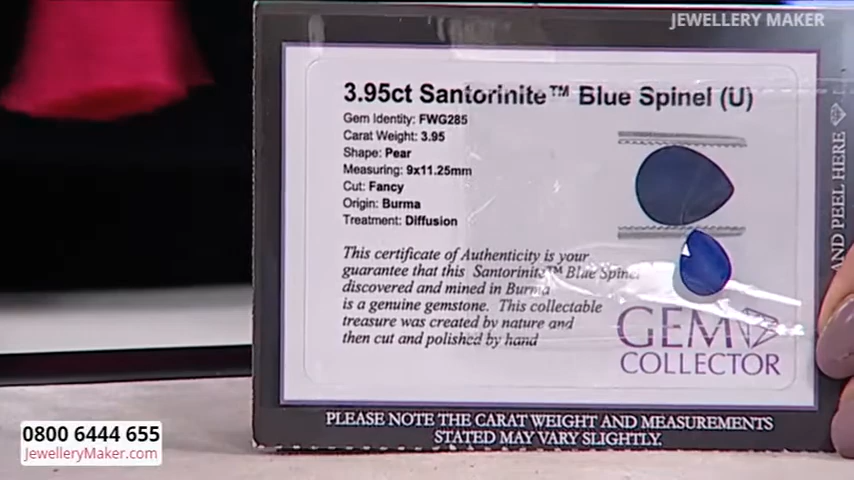 JEWELLERY MAKER
3.95ct Santorinite™ Blue Spinel (U)
Gem Identity: FWG285
Carat Weight: 3.95
Shape: Pear
Measuring: 9x11.25mm
Cut: Fancy
Origin: Burma
Treatment: Diffusion
This certificate of Authenticity is your
guarantee that this Santorinite™ Blue Spinel
discovered and mined in Burma
is a genuine gemstone. This collectable
treasure was created by nature and
then cut and polished by hand
GEM
COLLECTOR
AND PEEL HERE
PLEASE NOTE THE CARAT WEIGHT AND MEASUREMENTS
STATED MAY VARY SLIGHTLY.
0800 6444 655
JewelleryMaker.com